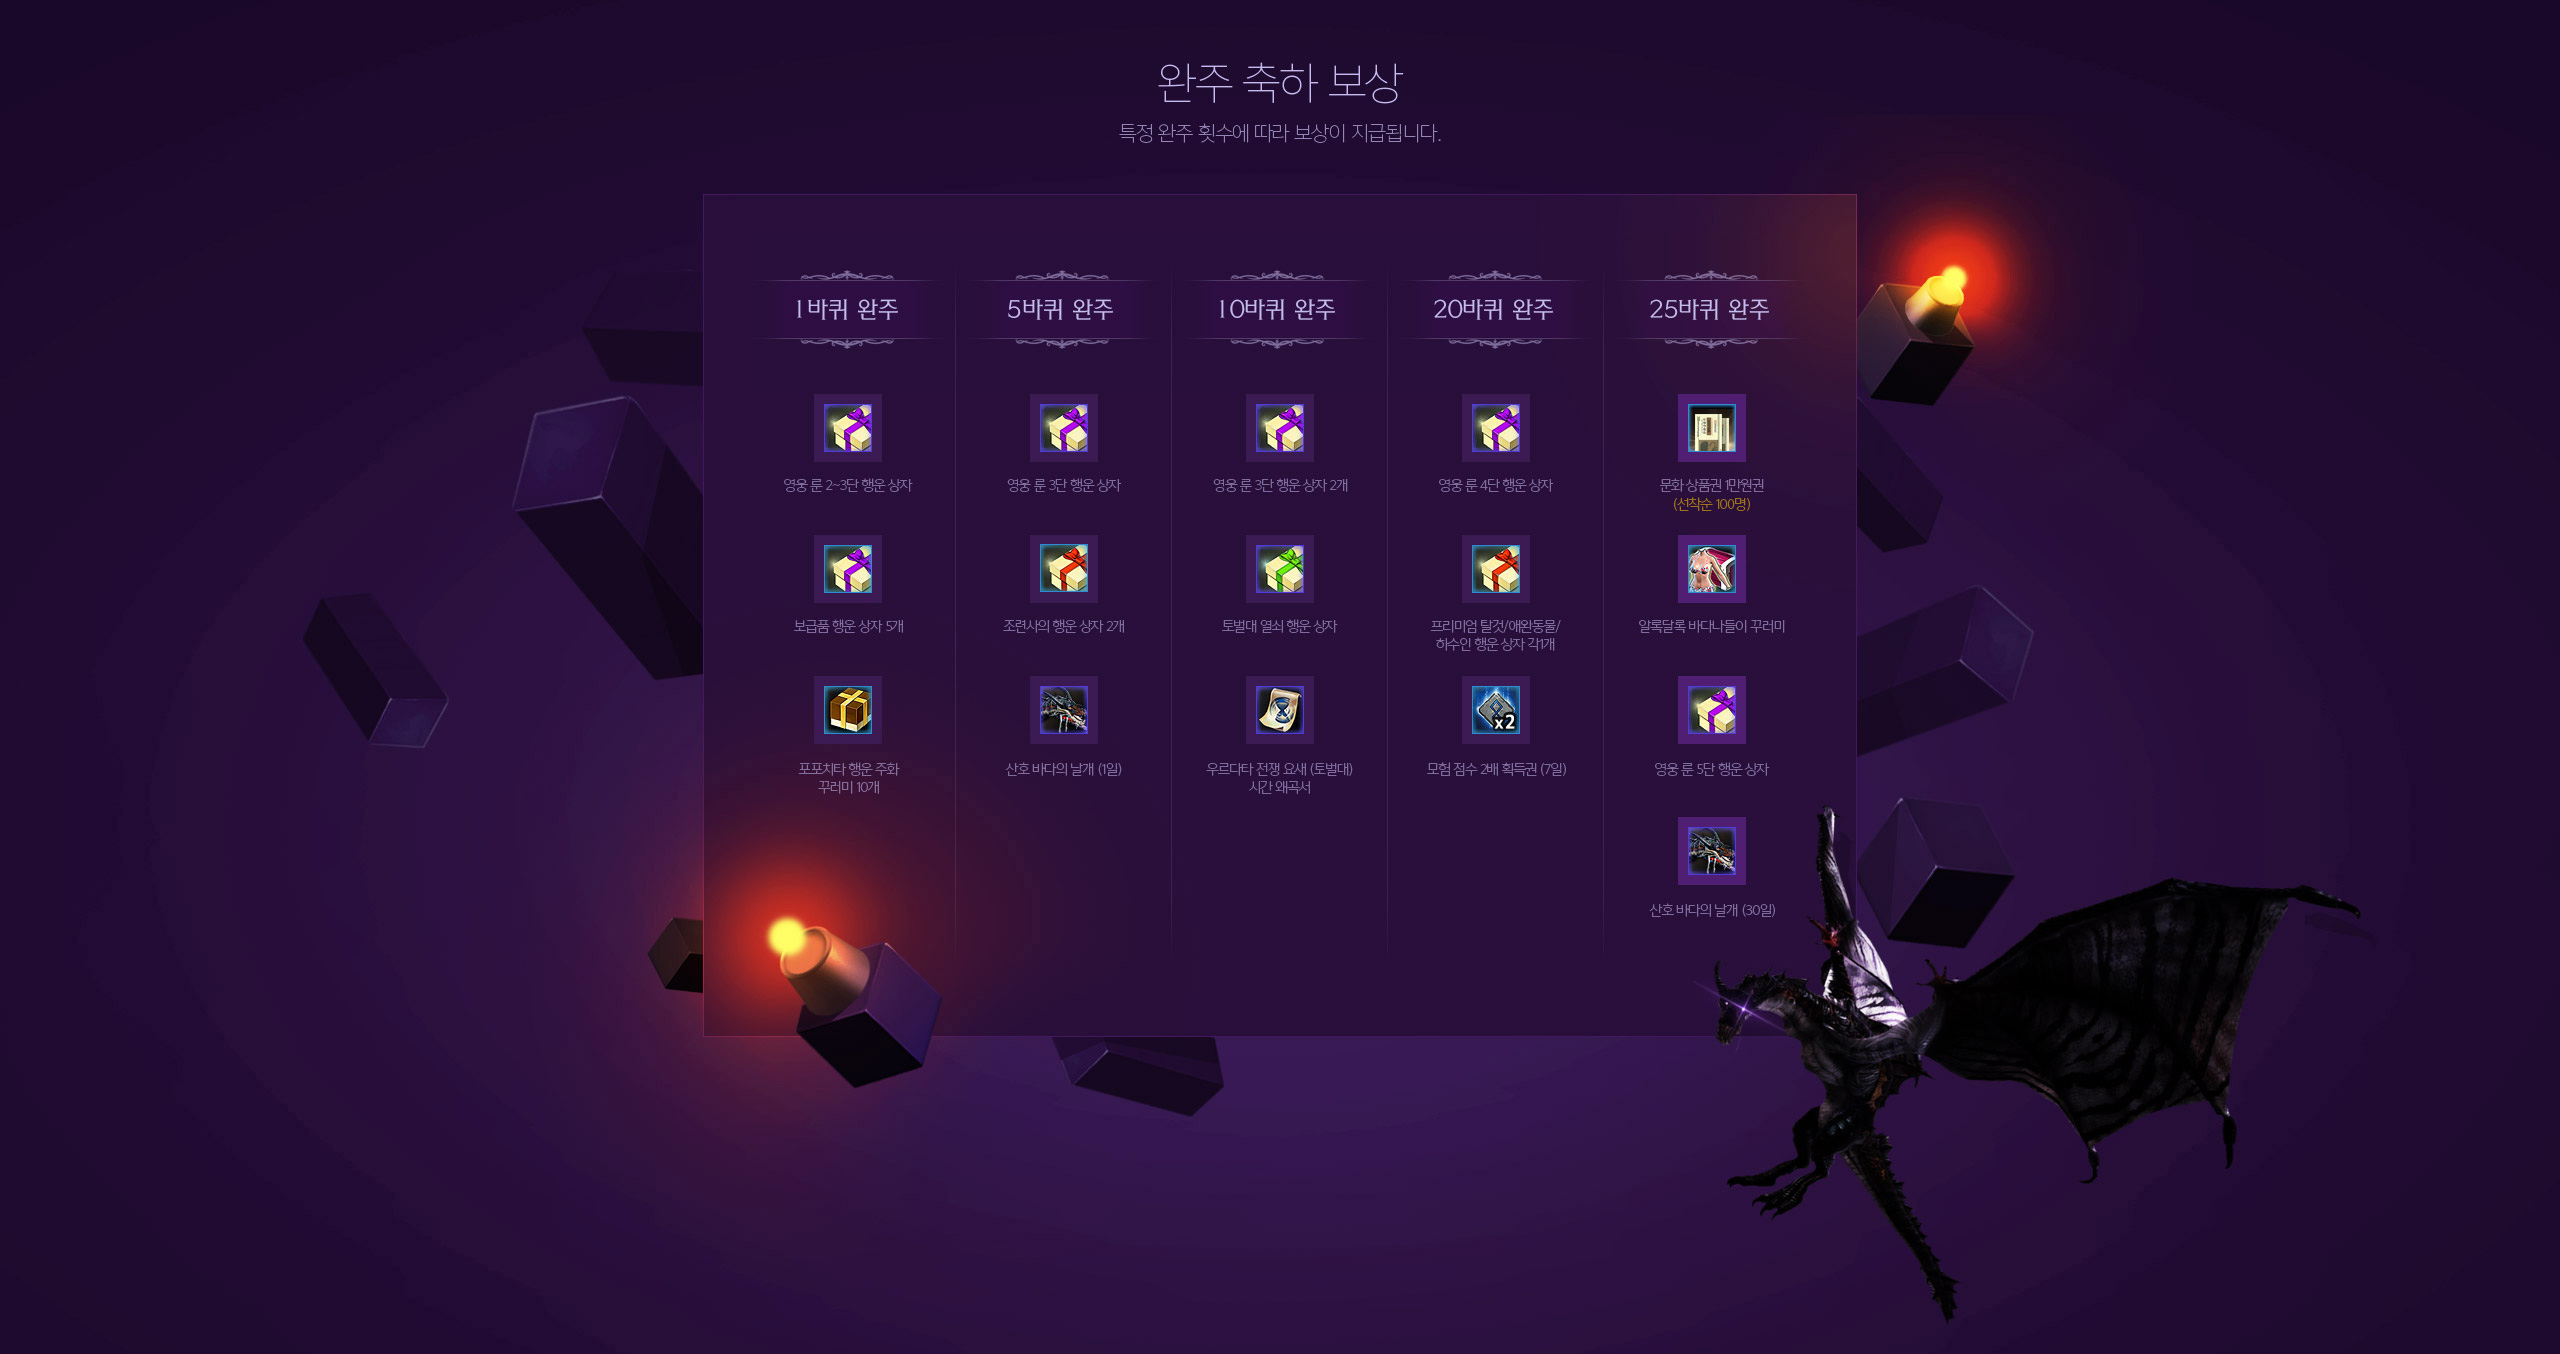 완주 축하 보상
특정 완주 횟수에 따라 보상이 지급됩니다.
1바퀴 완주
영웅 룬 2~3단 행운 상자
보급품 행운 상자 5개
포포치타 행운 주화
꾸러미 10개
5바퀴 완주
영웅 룬 3단 행운 상자
조련사의 행운 상자 2개
산호 바다의 날개 (1일)
10바퀴 완주
영웅 룬 3단 행운 상자 2개
토벌대 열쇠 행운 상자
우르다타 전쟁 요새 (토벌대)
시간 왜곡서
20바퀴 완주
영웅 룬 4단 행운 상자
프리미엄 탈것/애완동물/
하수인 행운 상자 각1개
x2
모험 점수 2배 획득권 (7일)
25바퀴 완주
문화 상품권 1만원권
(선착순 100명)
알록달록 바다나들이 꾸러미
영웅 룬 5단 행운 상자
산호 바다의 날개 (30일)